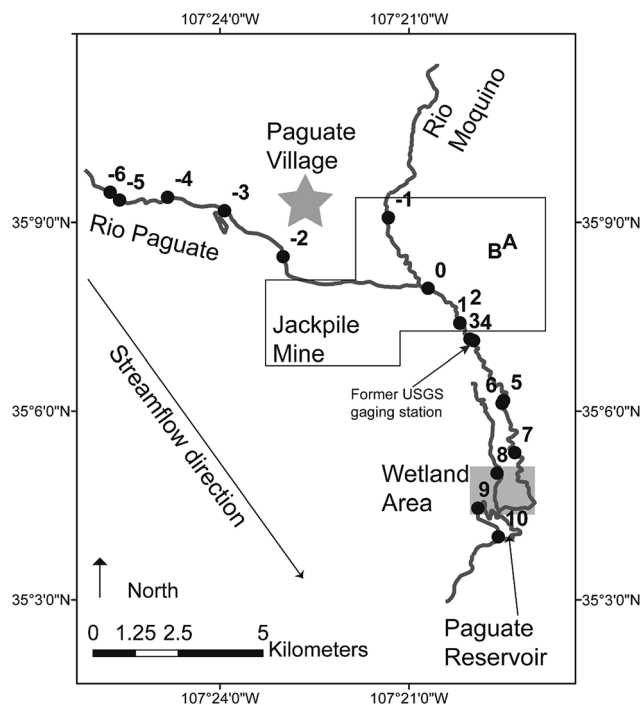 107°24'0"W
107°21'0"W
Rio
Moquino
Paguate
Village
-6
-5
-4
-3
-2
-1
35°9'0"N
35°9'0"N
Rio Paguate
B
A
0
1
2
3
4
Jackpile
Mine
Former USGS
gaging station
Streamflow direction
35°6'0"N
35°6'0"N
6
5
7
8
Wetland
Area
9
10
North
35°3'0"N
35°3'0"N
0 1.25 2.5 5
Kilometers
Paguate
Reservoir
107°24'0"W
107°21'0"W